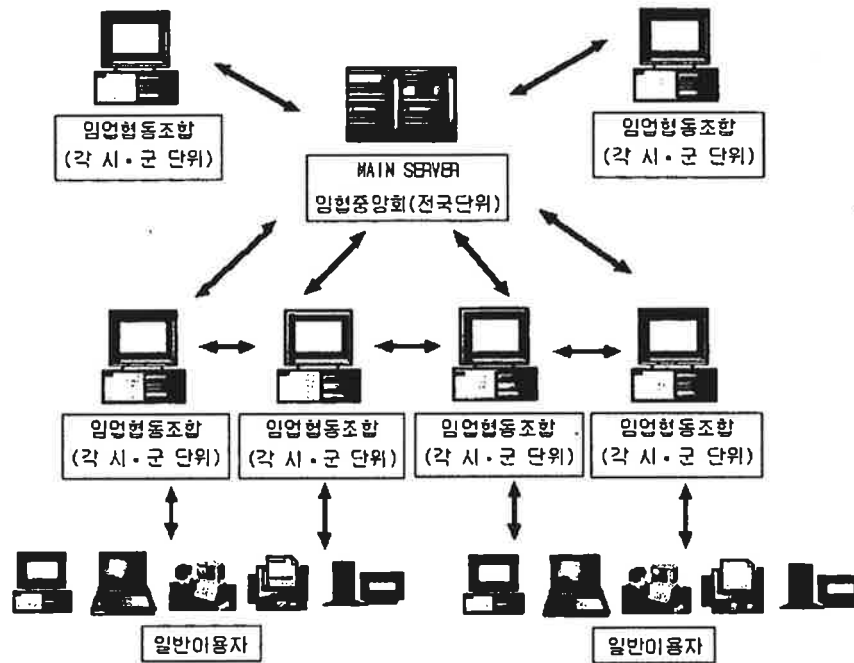 임업협동조합
(각 시·군 단위)
임업협동조합
(각 시·군 단위)
MAIN SERVER
임협중앙회(전국단위)
임업협동조합
(각 시·군 단위)
임업협동조합
(각 시·군 단위)
임업협동조합
(각 시·군 단위)
임업협동조합
(각 시·군 단위)
일반이용자
일반이용자